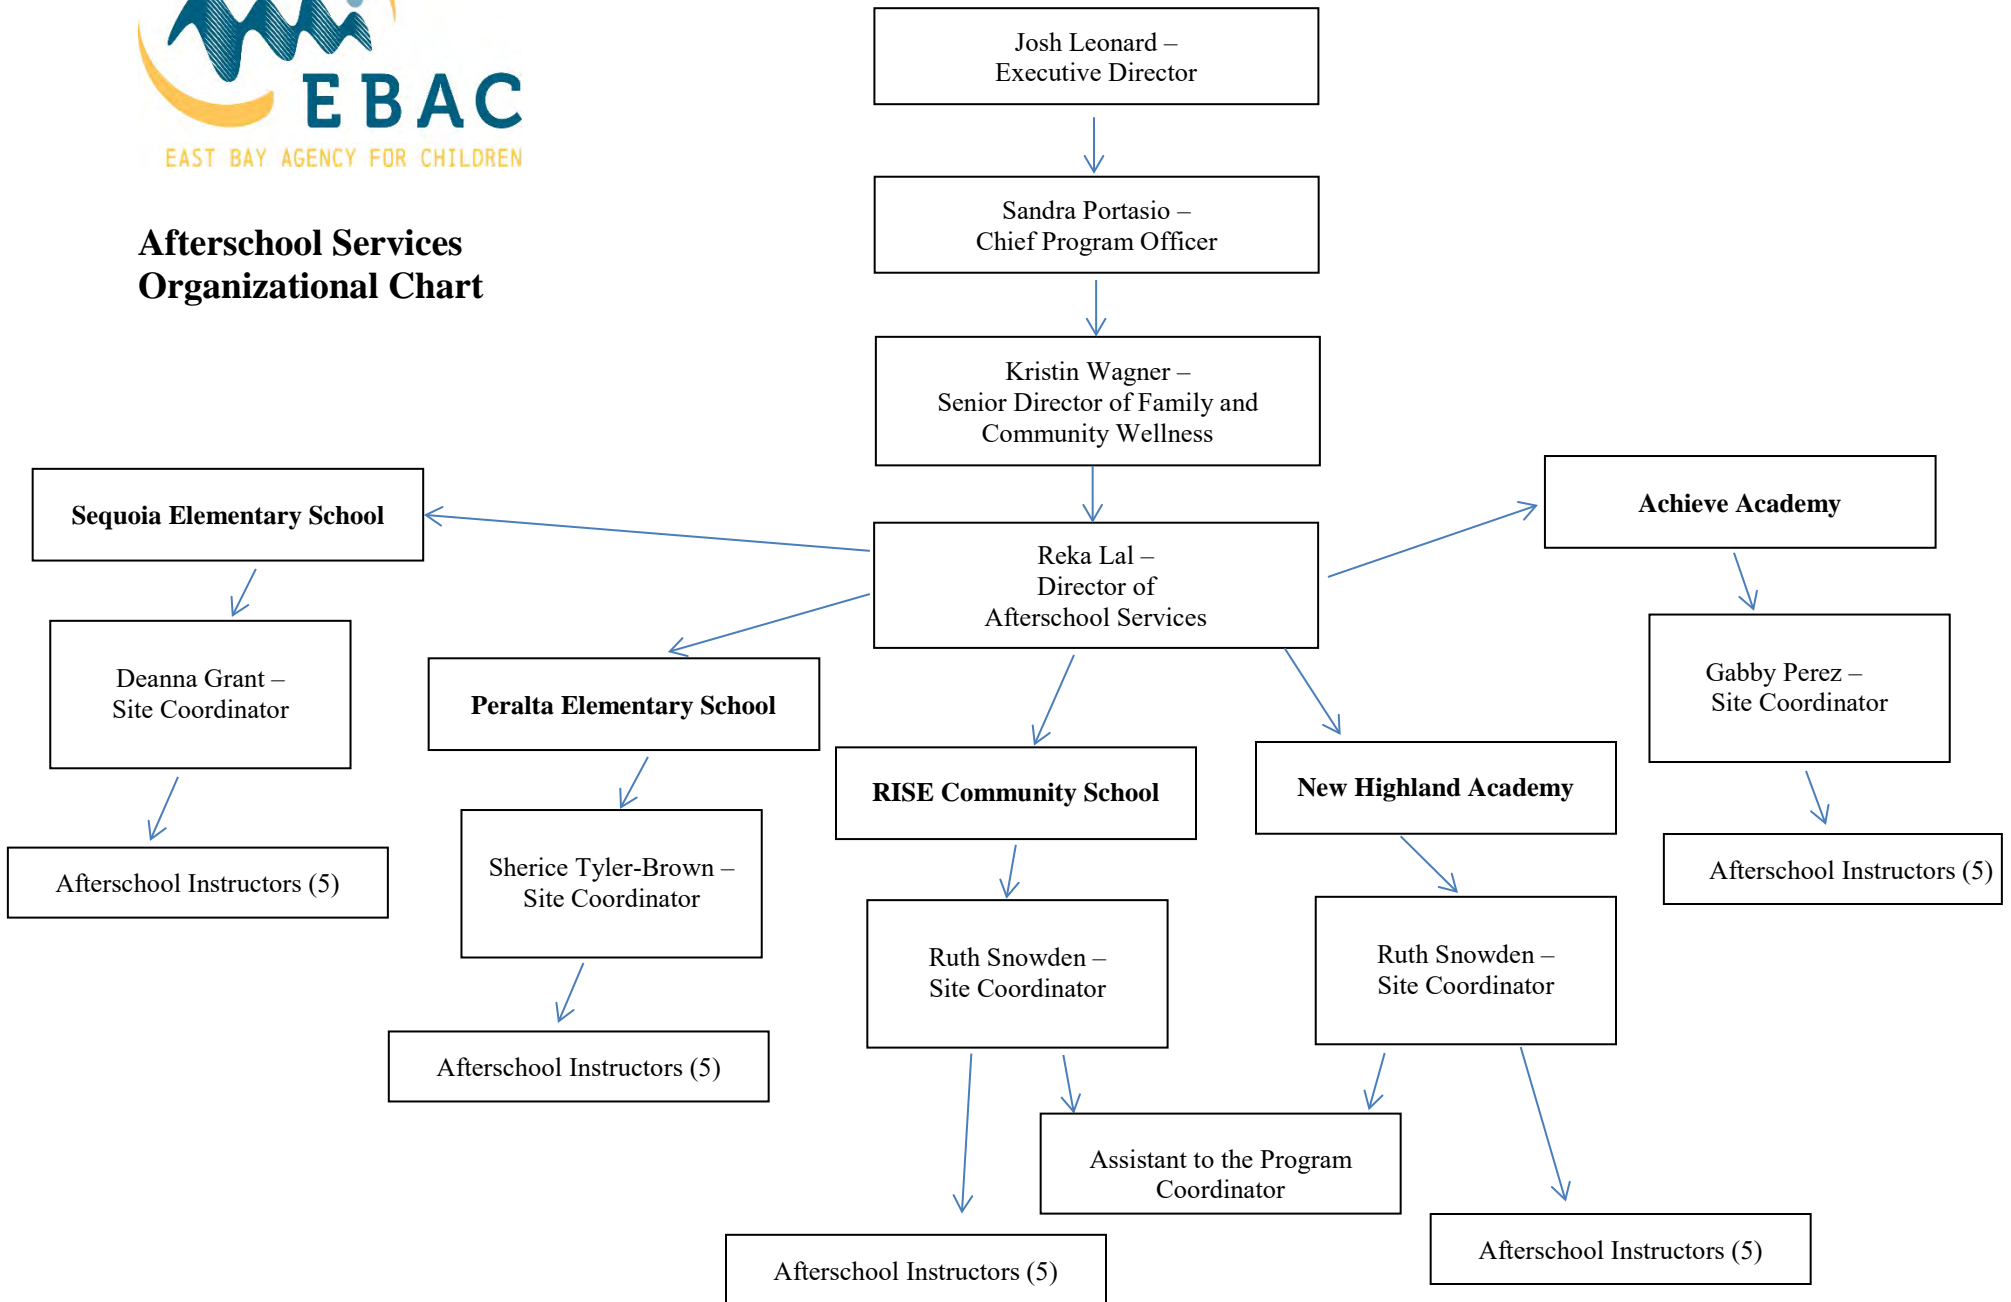 EBAC
EAST BAY AGENCY FOR CHILDREN
Afterschool Services
Organizational Chart
Josh Leonard –
Executive Director
Sandra Portasio –
Chief Program Officer
Kristin Wagner –
Senior Director of Family and
Community Wellness
Reka Lal –
Director of
Afterschool Services
Sequoia Elementary School
Deanna Grant –
Site Coordinator
Afterschool Instructors (5)
Peralta Elementary School
Sherice Tyler-Brown –
Site Coordinator
Afterschool Instructors (5)
RISE Community School
Ruth Snowden –
Site Coordinator
Afterschool Instructors (5)
Assistant to the Program
Coordinator
New Highland Academy
Ruth Snowden –
Site Coordinator
Afterschool Instructors (5)
Achieve Academy
Gabby Perez –
Site Coordinator
Afterschool Instructors (5)